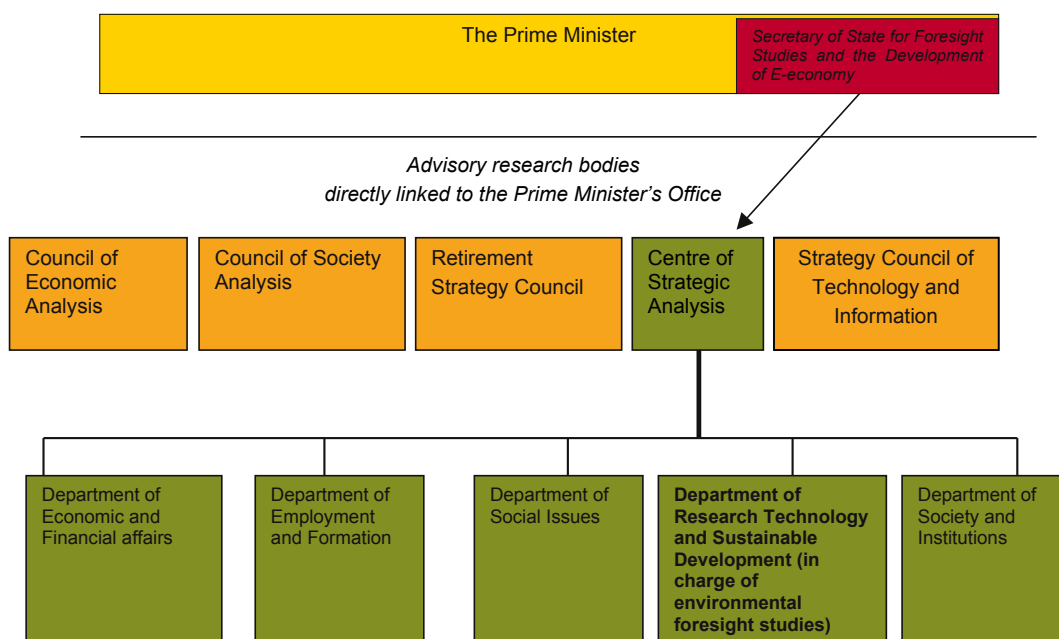 The Prime Minister
Secretary of State for Foresight
Studies and the Development
of E-economy
Advisory research bodies
directly linked to the Prime Minister's Office
Council of
Economic
Analysis
Council of Society
Analysis
Retirement
Strategy Council
Centre of
Strategic
Analysis
Strategy Council of
Technology and
Information
Department of
Economic and
Financial affairs
Department of
Employment
and Formation
Department of
Social Issues
Department of
Research Technology
and Sustainable
Development (in
charge of
environmental
foresight studies)
Department of
Society and
Institutions